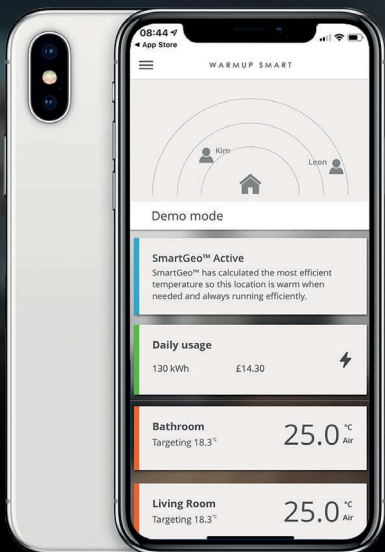 08:44
◀ App Store
WARMUP SMART
Kim
Leon
Demo mode
SmartGeo™ Active
SmartGeo™ has calculated the most efficient
temperature so this location is warm when
needed and always running efficiently.
Daily usage
130 kWh £14.30
Bathroom
Targeting 18.3°C
25.0 °C Air
Living Room
Targeting 18.3°C
25.0 °C Air